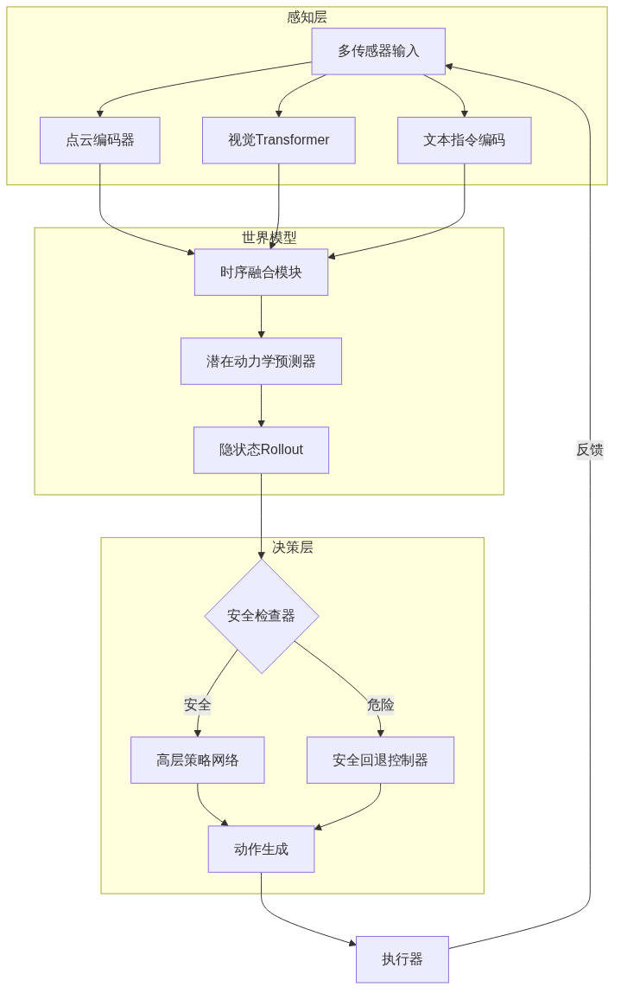 感知层
多传感器输入
点云编码器
视觉Transformer
文本指令编码
世界模型
时序融合模块
潜在动力学预测器
隐状态Rollout
反馈
决策层
安全检查器
安全
危险
高层策略网络
安全回退控制器
动作生成
执行器